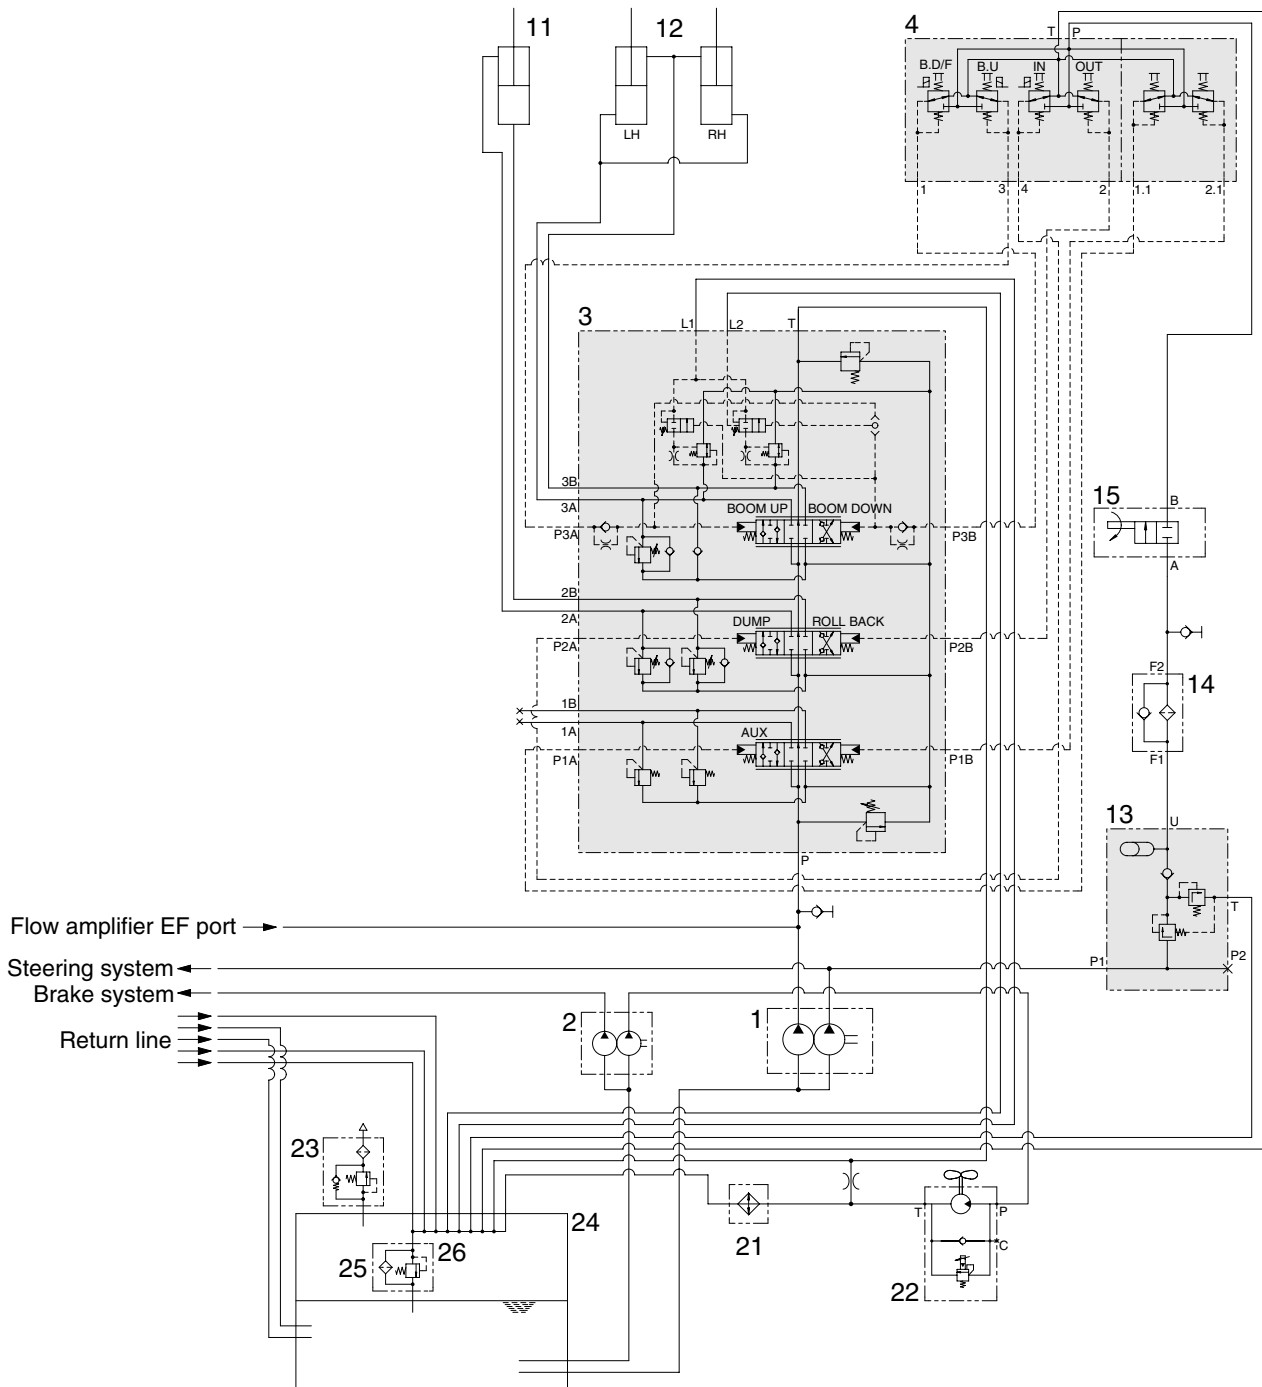 11
12
4
T
P
B.D/F
B.U
IN
OUT
LH
RH
1
3
4
2
1.1
2.1
3
L1
L2
T
3B
3A
BOOM UP
BOOM DOWN
15
B
P3A
P3B
A
2B
2A
DUMP
ROLL BACK
P2A
P2B
F2
14
1B
1A
AUX
P1A
P1B
F1
13
U
P
T
Flow amplifier EF port
Steering system
P1
P2
Brake system
2
1
Return line
23
24
T
P
26
21
C
25
22